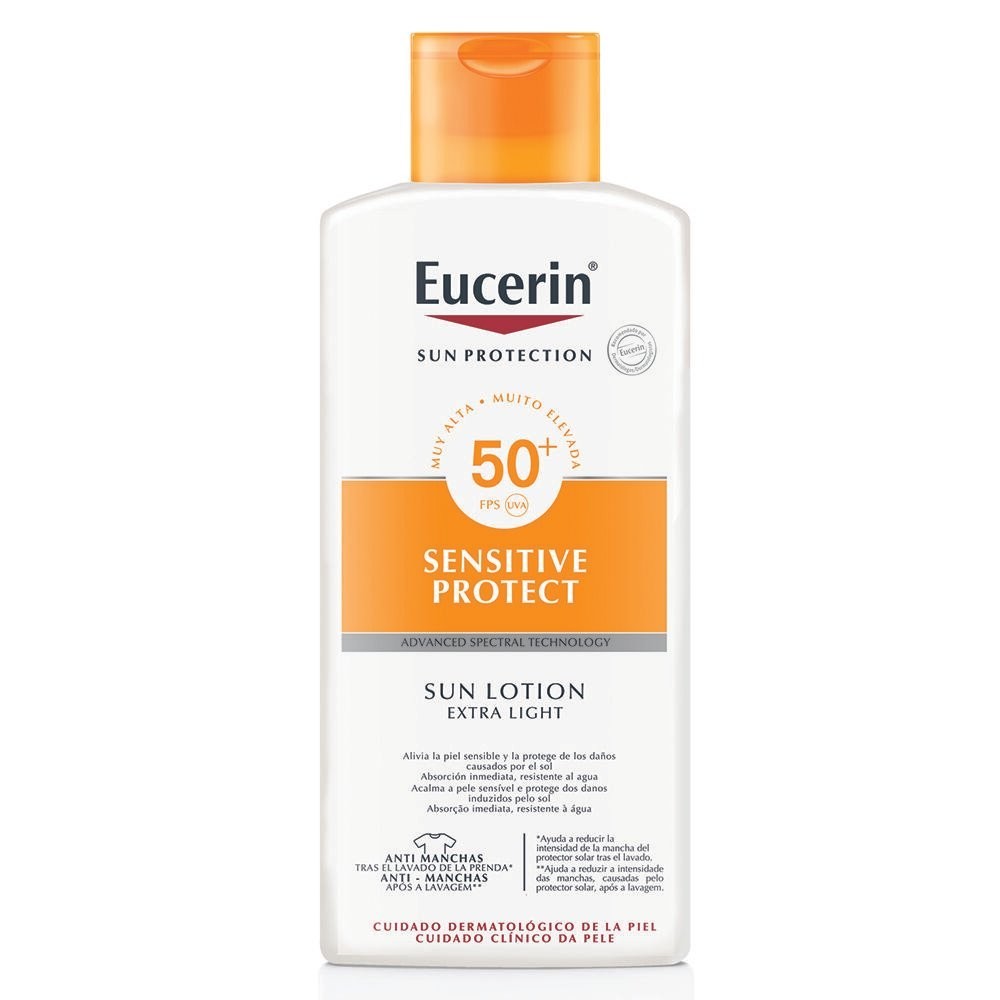 Eucerin®
SUN PROTECTION
Recomendado por
Eucerin
MUY ALTA • MUITO ELEVADA
50+
FPS UVA
SENSITIVE
PROTECT
ADVANCED SPECTRAL TECHNOLOGY
SUN LOTION
EXTRA LIGHT
Alivia la piel sensible y la protege de los daños
causados por el sol
Absorción inmediata, resistente al agua
Acalma a pele sensível e protege dos danos
induzidos pelo sol
Absorção imediata, resistente à água
ANTI MANCHAS
TRAS EL LAVADO DE LA PRENDA*
ANTI - MANCHAS
APÓS A LAVAGEM**
*Ayuda a reducir la
intensidad de la mancha del
protector solar tras el lavado.
**Ajuda a reduzir a intensidade
das manchas, causadas pelo
protector solar, após a lavagem.
CUIDADO DERMATOLÓGICO DE LA PIEL
CUIDADO CLÍNICO DA PELE